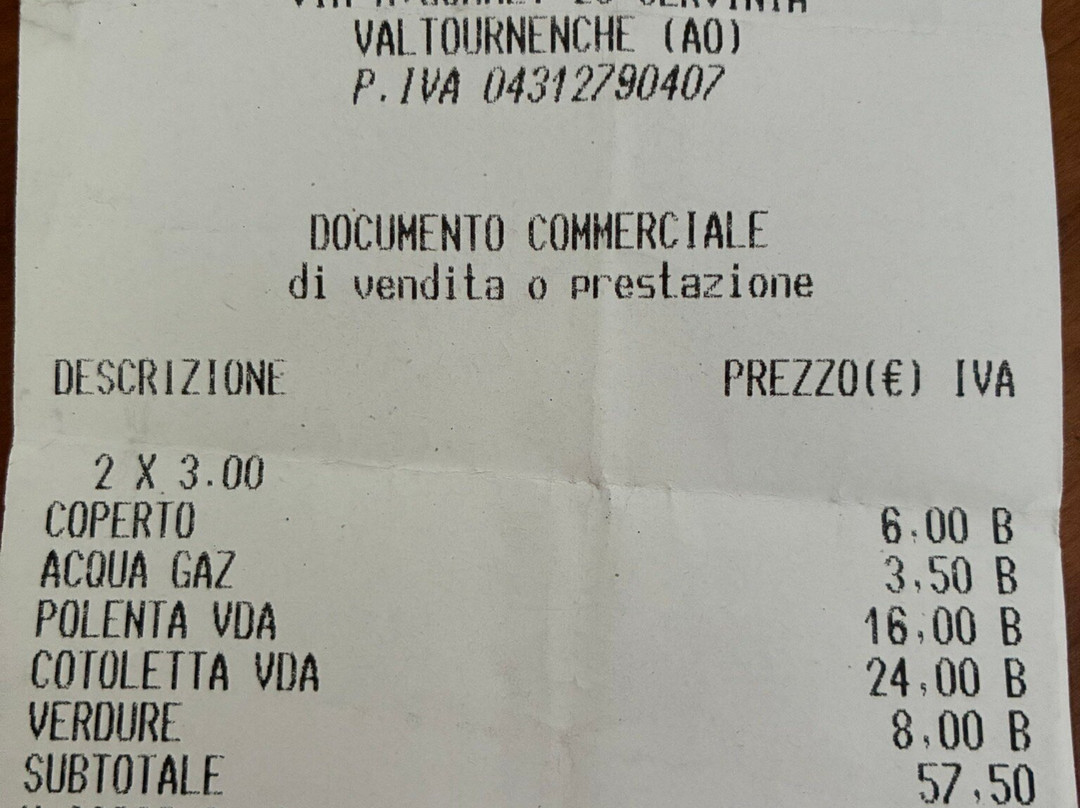 VALTOURNENCHE (AO)
P.IVA 04312790407
DOCUMENTO COMMERCIALE
di vendita o prestazione
DESCRIZIONE PREZZO(€) IVA
2 X 3.00
COPERTO 6.00 B
ACQUA GAZ 3,50 B
POLENTA VDA 16,00 B
COTOLETTA VDA 24,00 B
VERDURE 8,00 B
SUBTOTALE 57,50